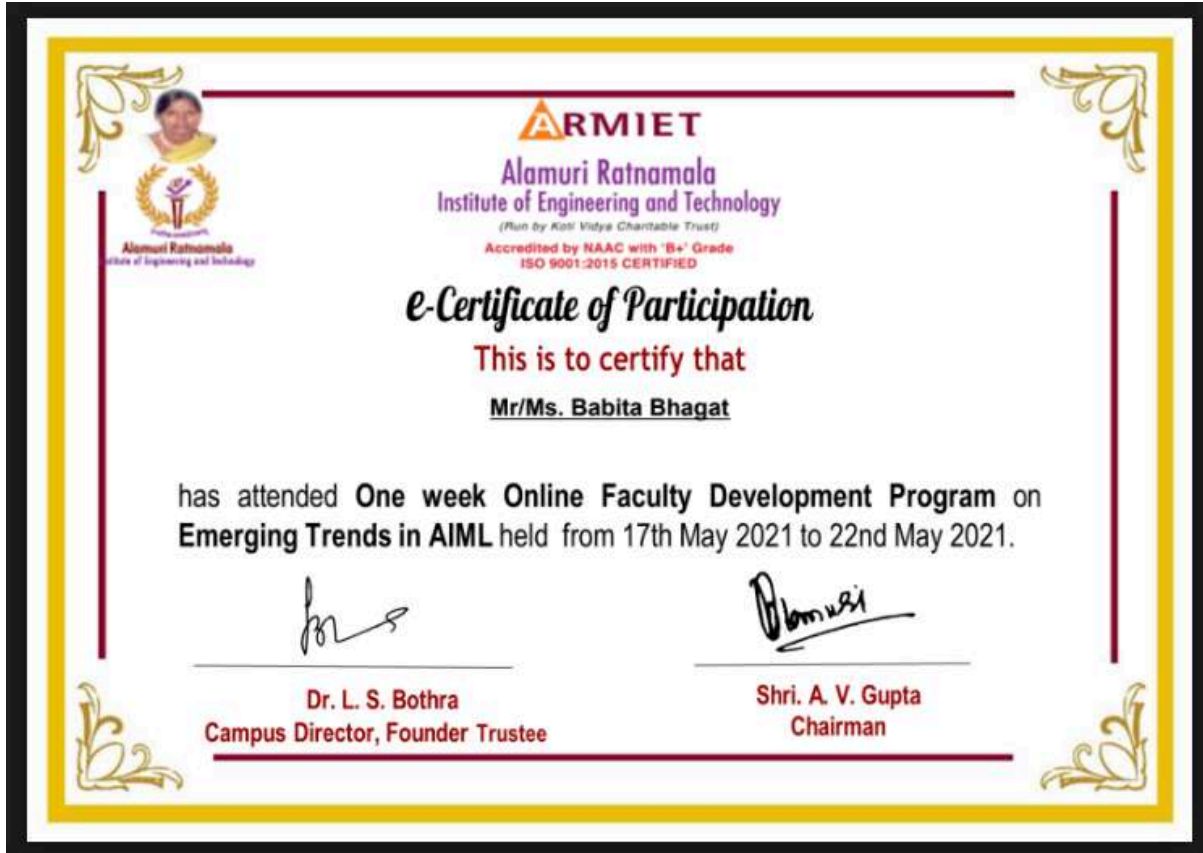 ARMIET
Alamuri Ratnamala
Institute of Engineering and Technology
(Run by Koti Vidya Charitable Trust)
Accredited by NAAC with 'B+' Grade
ISO 9001:2015 CERTIFIED
Alamuri Ratnamala
Institute of Engineering and Technology
e-Certificate of Participation
This is to certify that
Mr/Ms. Babita Bhagat
has attended One week Online Faculty Development Program on
Emerging Trends in AIML held from 17th May 2021 to 22nd May 2021.
Dr. L. S. Bothra
Campus Director, Founder Trustee
Shri. A. V. Gupta
Chairman